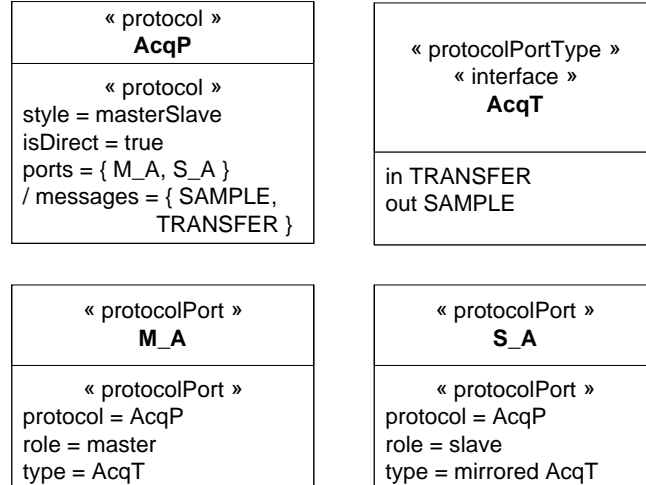 « protocol »
AcqP
« protocol »
style = masterSlave
isDirect = true
ports = { M_A, S_A }
/ messages = { SAMPLE,
TRANSFER }
« protocolPortType »
« interface »
AcqT
in TRANSFER
out SAMPLE
« protocolPort »
M_A
« protocolPort »
protocol = AcqP
role = master
type = AcqT
« protocolPort »
S_A
« protocolPort »
protocol = AcqP
role = slave
type = mirrored AcqT